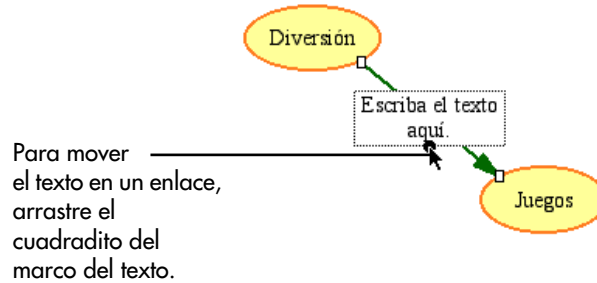 Diversión
Escriba el texto
aquí.
Para mover
el texto en un enlace,
arrastre el
cuadradito del
marco del texto.
Juegos